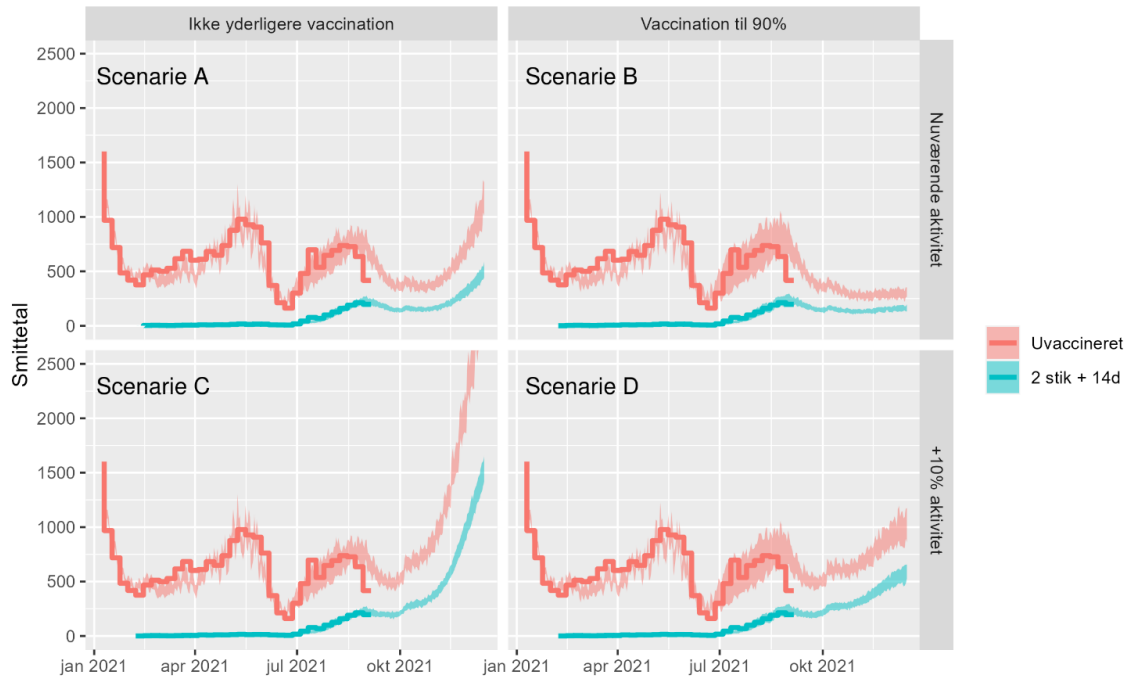 Ikke yderligere vaccination
Vaccination til 90%
2500
2000
1500
1000
500
0
Scenarie A
Scenarie B
Nuværende aktivitet
Smittetal
2500
2000
1500
1000
500
0
Scenarie C
Scenarie D
+10% aktivitet
jan 2021
apr 2021
jul 2021
okt 2021
jan 2021
apr 2021
jul 2021
okt 2021
Uvaccineret
2 stik + 14d